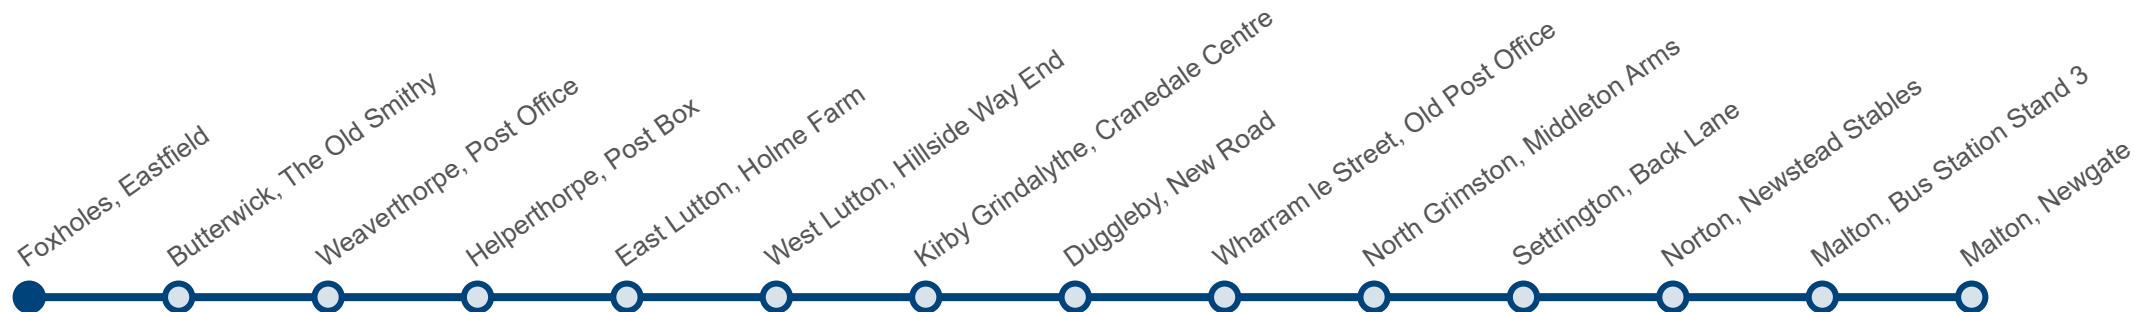 Foxholes, Eastfield
Butterwick, The Old Smithy
Weaverthorpe, Post Office
Helperthorpe, Post Box
East Lutton, Holme Farm
West Lutton, Hillside Way End
Kirby Grindalythe, Cranedale Centre
Duggleby, New Road
Wharram le Street, Old Post Office
North Grimston, Middleton Arms
Settrington, Back Lane
Norton, Newstead Stables
Malton, Bus Station Stand 3
Malton, Newgate